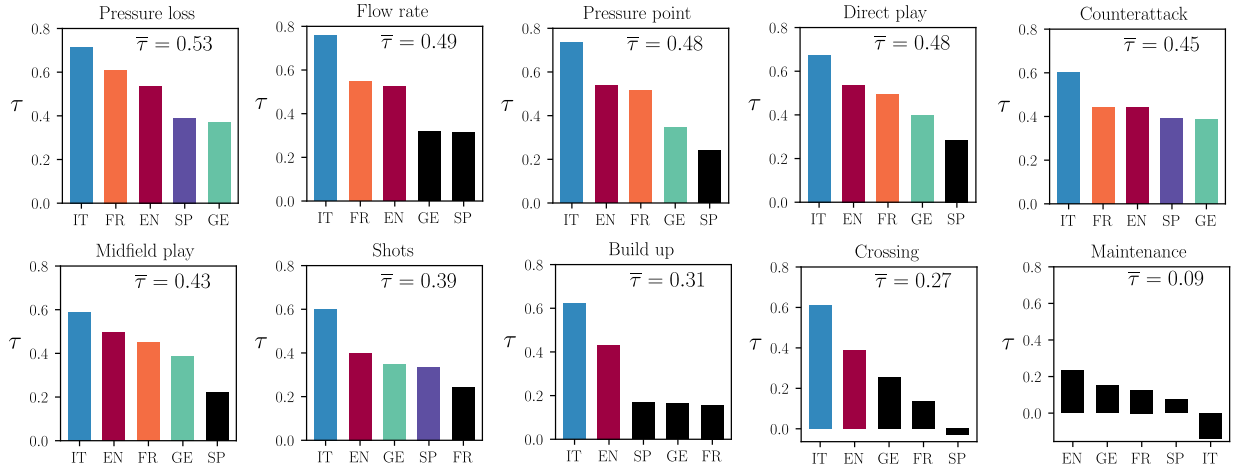 Pressure loss
τ̅ = 0.53
τ
0.8
0.6
0.4
0.2
0.0
IT FR EN SP GE
Flow rate
τ̅ = 0.49
τ
0.8
0.6
0.4
0.2
0.0
IT FR EN GE SP
Pressure point
τ̅ = 0.48
τ
0.8
0.6
0.4
0.2
0.0
IT EN FR GE SP
Direct play
τ̅ = 0.48
τ
0.8
0.6
0.4
0.2
0.0
IT EN FR GE SP
Counterattack
τ̅ = 0.45
τ
0.8
0.6
0.4
0.2
0.0
IT FR EN SP GE
Midfield play
τ̅ = 0.43
τ
0.8
0.6
0.4
0.2
0.0
IT EN FR GE SP
Shots
τ̅ = 0.39
τ
0.8
0.6
0.4
0.2
0.0
IT EN GE SP FR
Build up
τ̅ = 0.31
τ
0.8
0.6
0.4
0.2
0.0
IT EN SP GE FR
Crossing
τ̅ = 0.27
τ
0.8
0.6
0.4
0.2
0.0
IT EN GE FR SP
Maintenance
τ̅ = 0.09
τ
0.8
0.6
0.4
0.2
0.0
EN GE FR SP IT